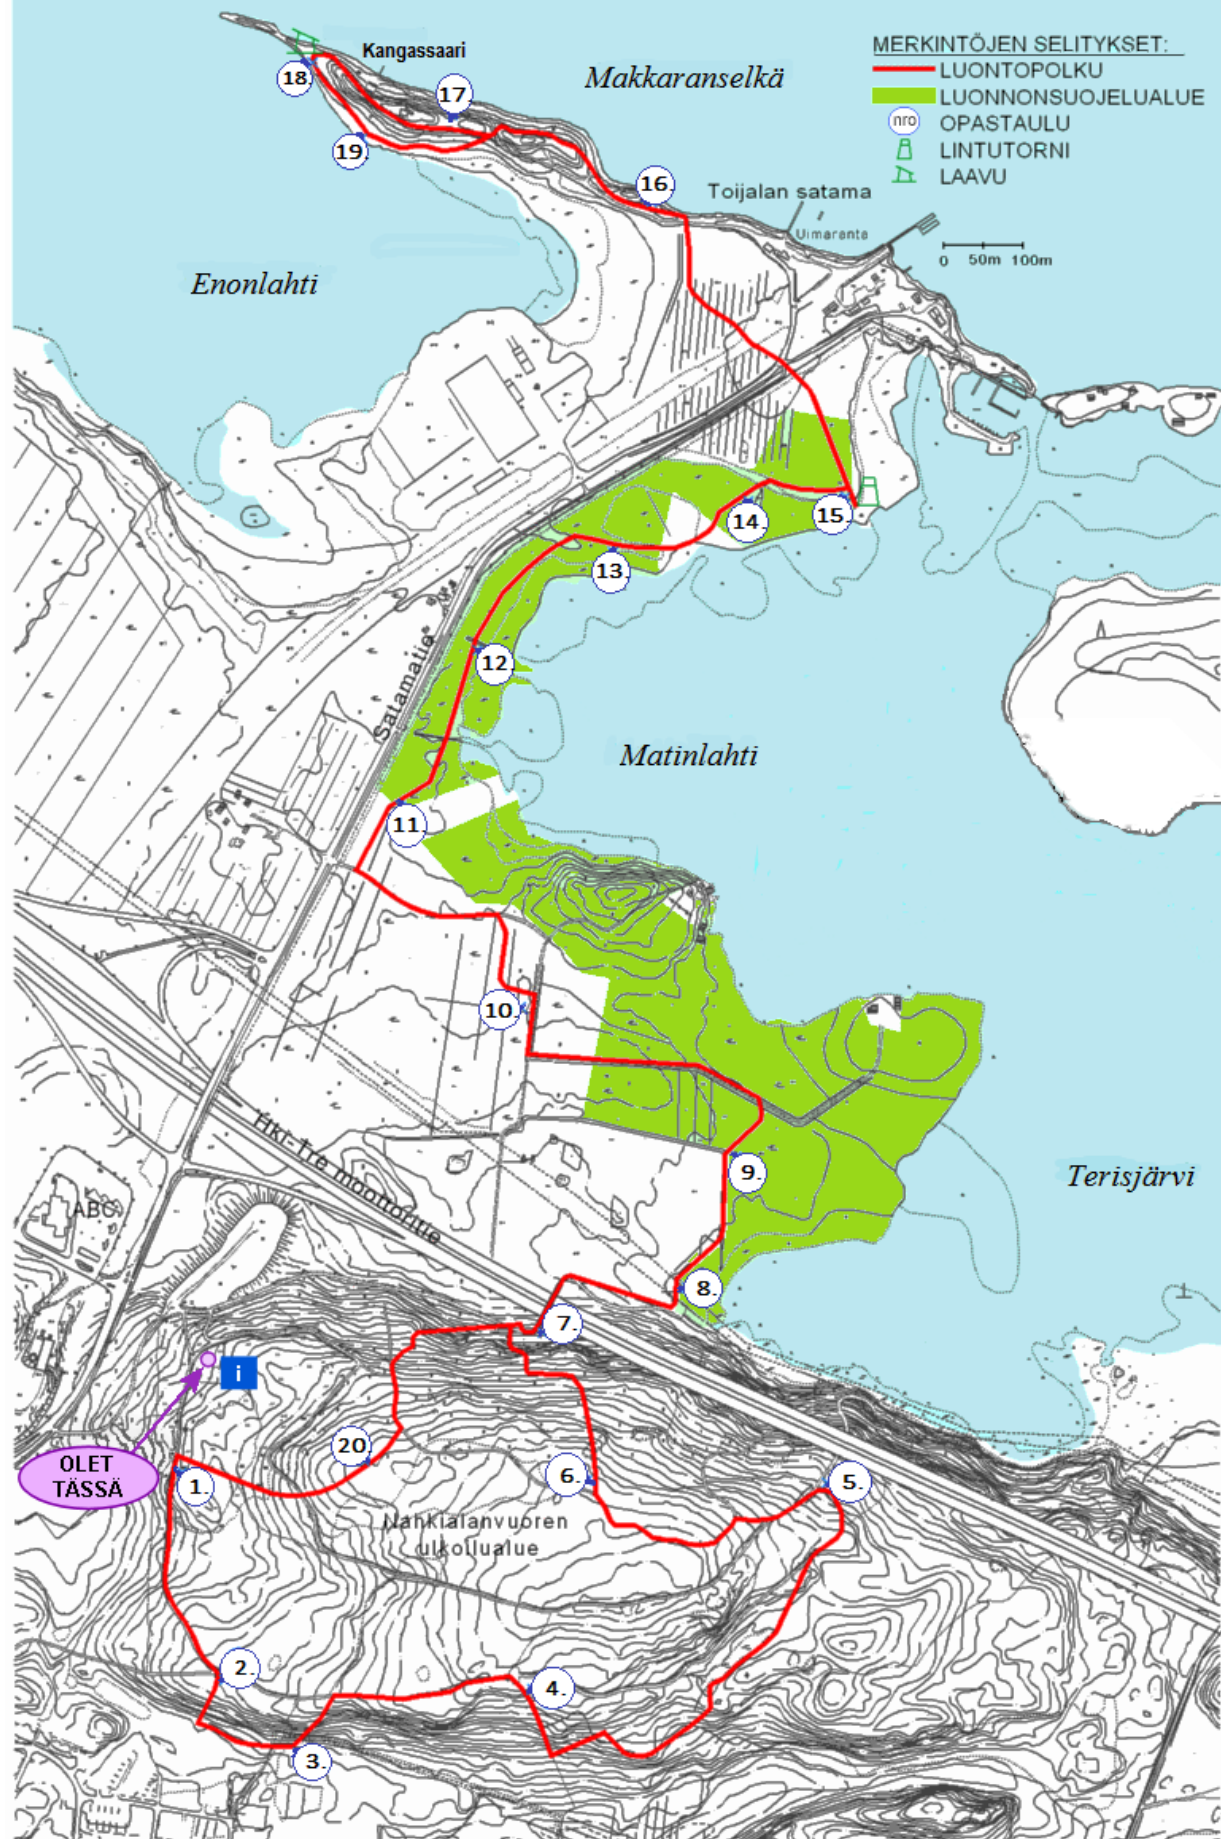 Kangassaari
Makkaranselkä
MERKINTÖJEN SELITYKSET:
LUONTOPOLKU
LUONNONSUOJELUALUE
nro OPASTAULU
LINTUTORNI
LAAVU
18.
17.
19.
16.
Toijalan satama
Uimaranta
0 50m 100m
Enonlahti
14.
15.
13.
12.
Satamatie
Matinlahti
11.
10.
Hki-Tre moottoritie
9.
Terisjärvi
ABC
8.
7.
i
OLET
TÄSSÄ
20.
1.
6.
5.
Nahkialanvuoren
ulkoilualue
2.
4.
3.